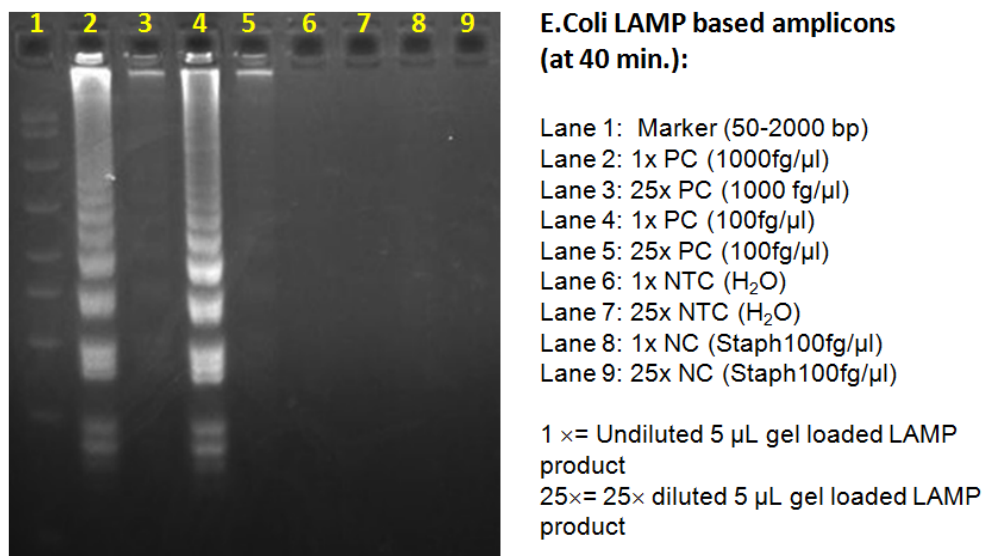 1 2 3 4 5 6 7 8 9
E.Coli LAMP based amplicons
(at 40 min.):
Lane 1:  Marker (50-2000 bp)
Lane 2: 1x PC (1000fg/µl)
Lane 3: 25x PC (1000 fg/µl)
Lane 4: 1x PC (100fg/µl)
Lane 5: 25x PC (100fg/µl)
Lane 6: 1x NTC (H₂O)
Lane 7: 25x NTC (H₂O)
Lane 8: 1x NC (Staph100fg/µl)
Lane 9: 25x NC (Staph100fg/µl)
1 ×= Undiluted 5 µL gel loaded LAMP
product
25×= 25× diluted 5 µL gel loaded LAMP
product